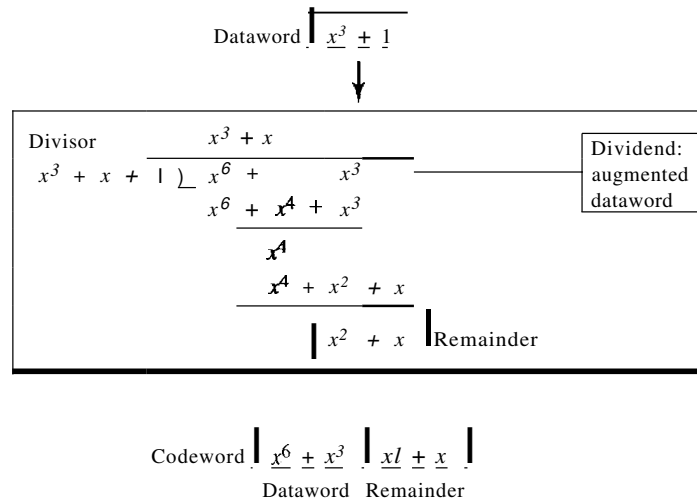 Dataword x³ + 1
x³ + x
Divisor
Dividend:
x³ + x + 1 ) x⁶ + x³
augmented
x⁶ + x⁴ + x³
dataword
x⁴
x⁴ + x² + x
x² + x Remainder
Codeword x⁶ + x³ xl + x
Dataword Remainder